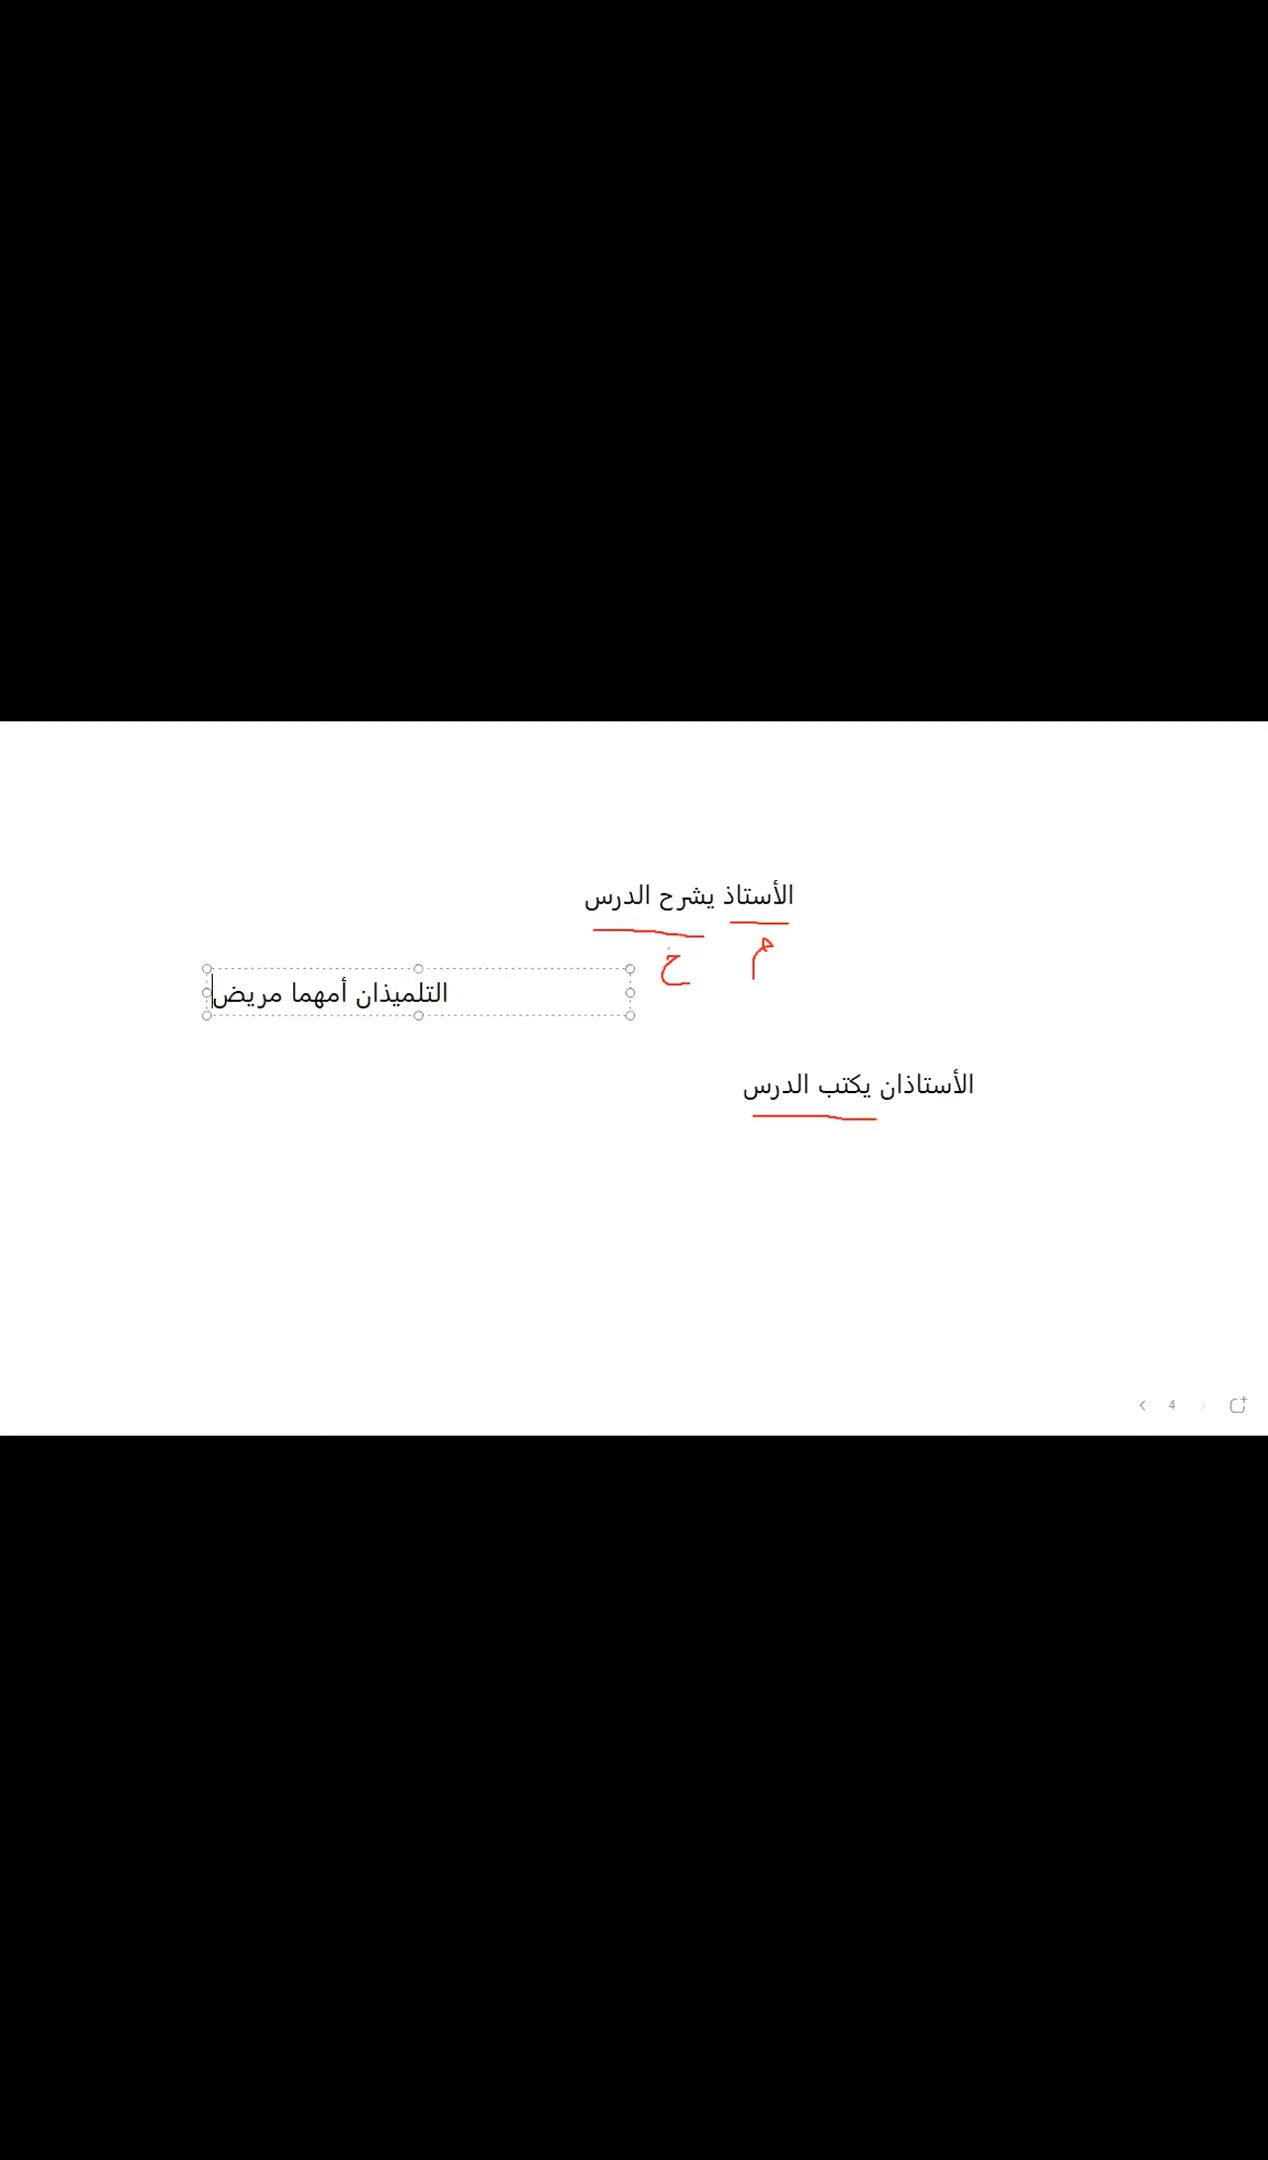 الأستاذ يشرح الدرس
م خ
التلميذان أمهما مريض
الأستاذان يكتب الدرس
4